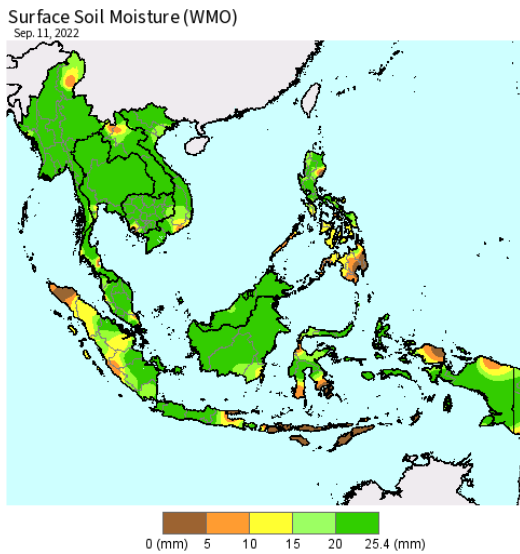 Surface Soil Moisture (WMO)
Sep. 11, 2022
0 (mm) 5 10 15 20 25.4 (mm)